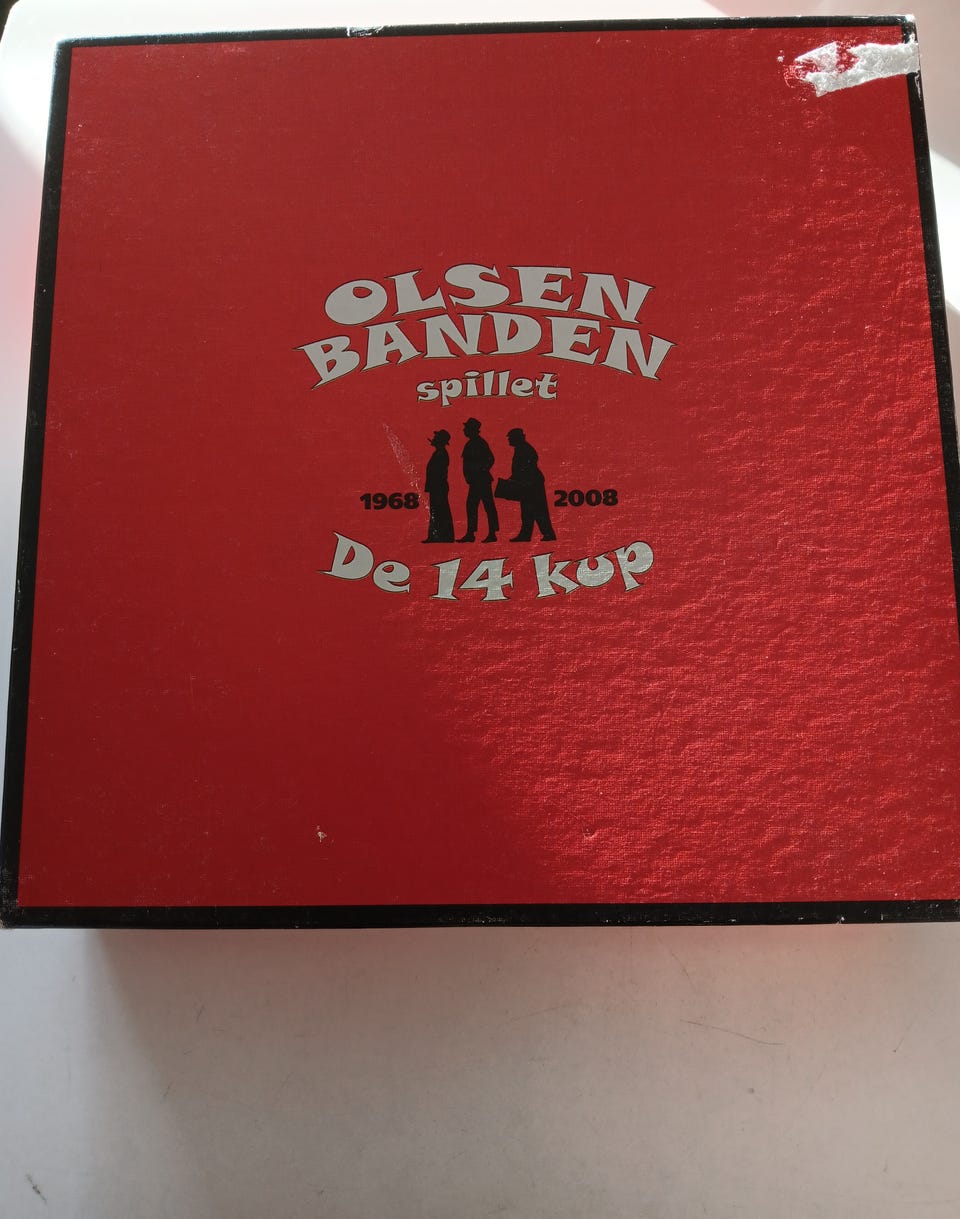 OLSEN
BANDEN
spillet
1968 2008
De 14 kup